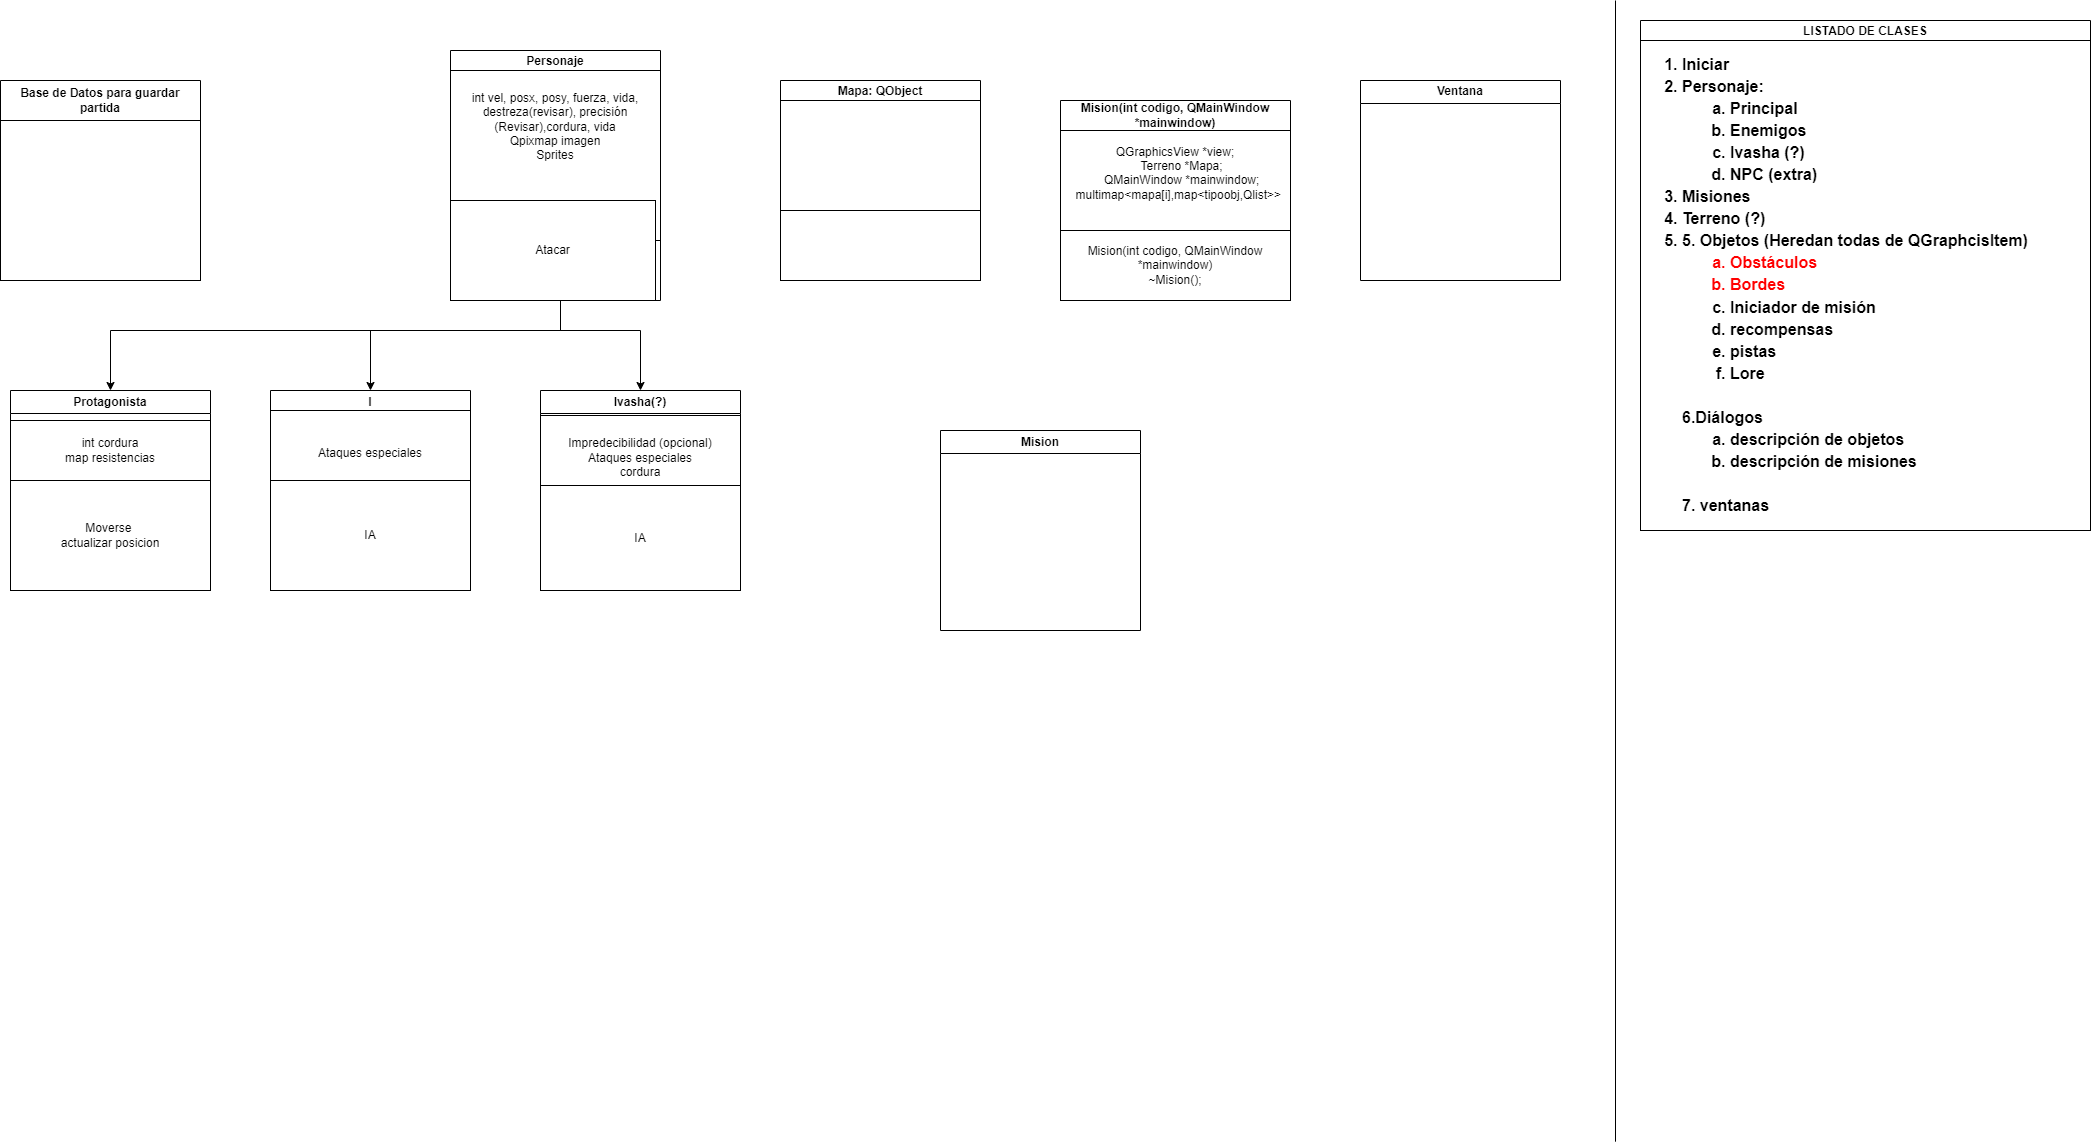 Base de Datos para guardar
partida
Personaje
int vel, posx, posy, fuerza, vida,
destreza(revisar), precisión
(Revisar),cordura, vida
Qpixmap imagen
Sprites
Atacar
Mapa: QObject
Mision(int codigo, QMainWindow
*mainwindow)
QGraphicsView *view;
Terreno *Mapa;
QMainWindow *mainwindow;
multimap<mapa[i],map<tipoobj,Qlist>>
Mision(int codigo, QMainWindow
*mainwindow)
~Mision();
Ventana
Protagonista
int cordura
map resistencias
Moverse
actualizar posicion
I
Ataques especiales
IA
Ivasha(?)
Impredecibilidad (opcional)
Ataques especiales
cordura
IA
Mision
LISTADO DE CLASES
1. Iniciar
2. Personaje:
a. Principal
b. Enemigos
c. Ivasha (?)
d. NPC (extra)
3. Misiones
4. Terreno (?)
5. 5. Objetos (Heredan todas de QGraphcisItem)
a. Obstáculos
b. Bordes
c. Iniciador de misión
d. recompensas
e. pistas
f. Lore
6.Diálogos
a. descripción de objetos
b. descripción de misiones
7. ventanas